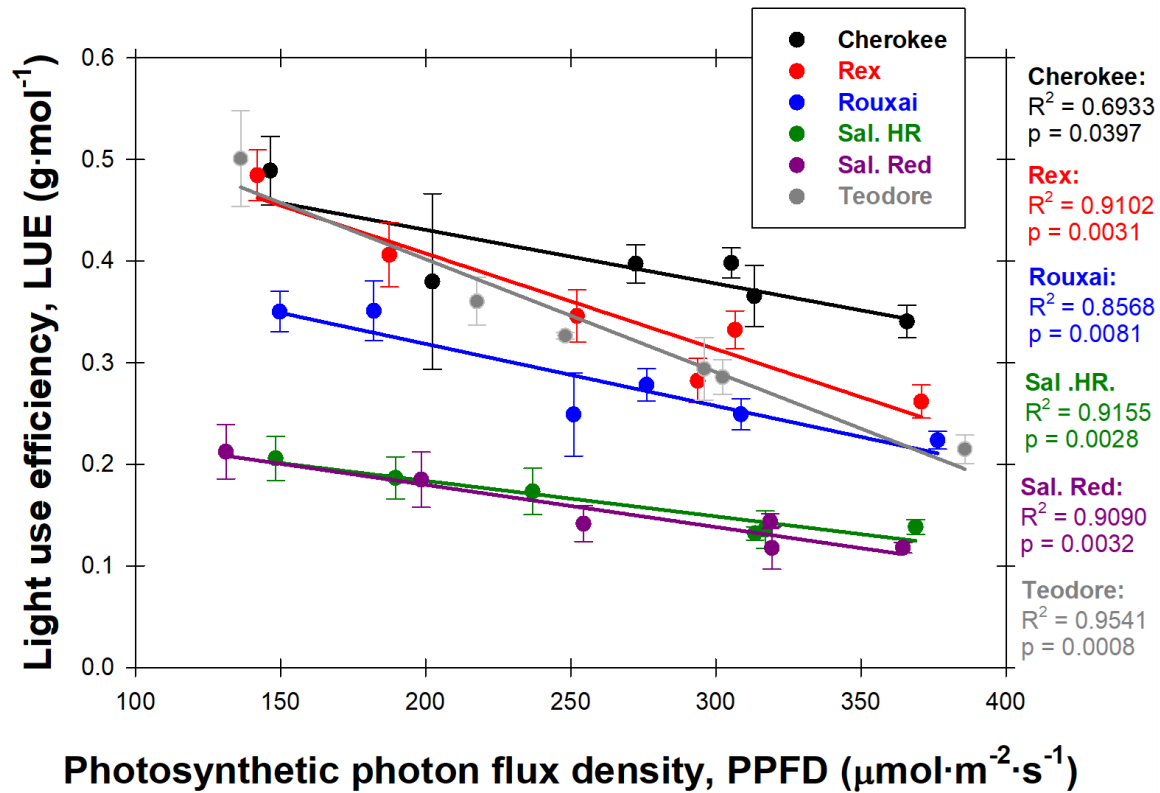 Light use efficiency, LUE (g·mol⁻¹)
0.6
0.5
0.4
0.3
0.2
0.1
0.0
100
150
200
250
300
350
400
Photosynthetic photon flux density, PPFD (μmol·m⁻²·s⁻¹)
Cherokee
Rex
Rouxai
Sal. HR
Sal. Red
Teodore
Cherokee:
R² = 0.6933
p = 0.0397
Rex:
R² = 0.9102
p = 0.0031
Rouxai:
R² = 0.8568
p = 0.0081
Sal .HR.
R² = 0.9155
p = 0.0028
Sal. Red:
R² = 0.9090
p = 0.0032
Teodore:
R² = 0.9541
p = 0.0008